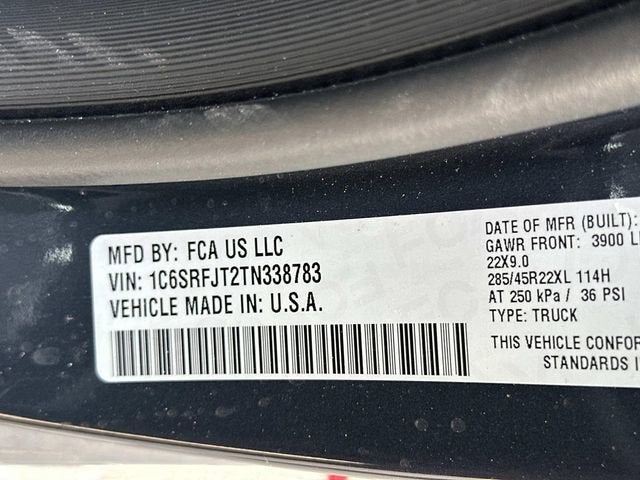 MFD BY: FCA US LLC
VIN: 1C6SRFJT2TN338783
VEHICLE MADE IN: U.S.A.
DATE OF MFR (BUILT):
GAWR FRONT: 3900 L
22X9.0
285/45R22XL 114H
AT 250 kPa / 36 PSI
TYPE: TRUCK
THIS VEHICLE CONFOR
STANDARDS I